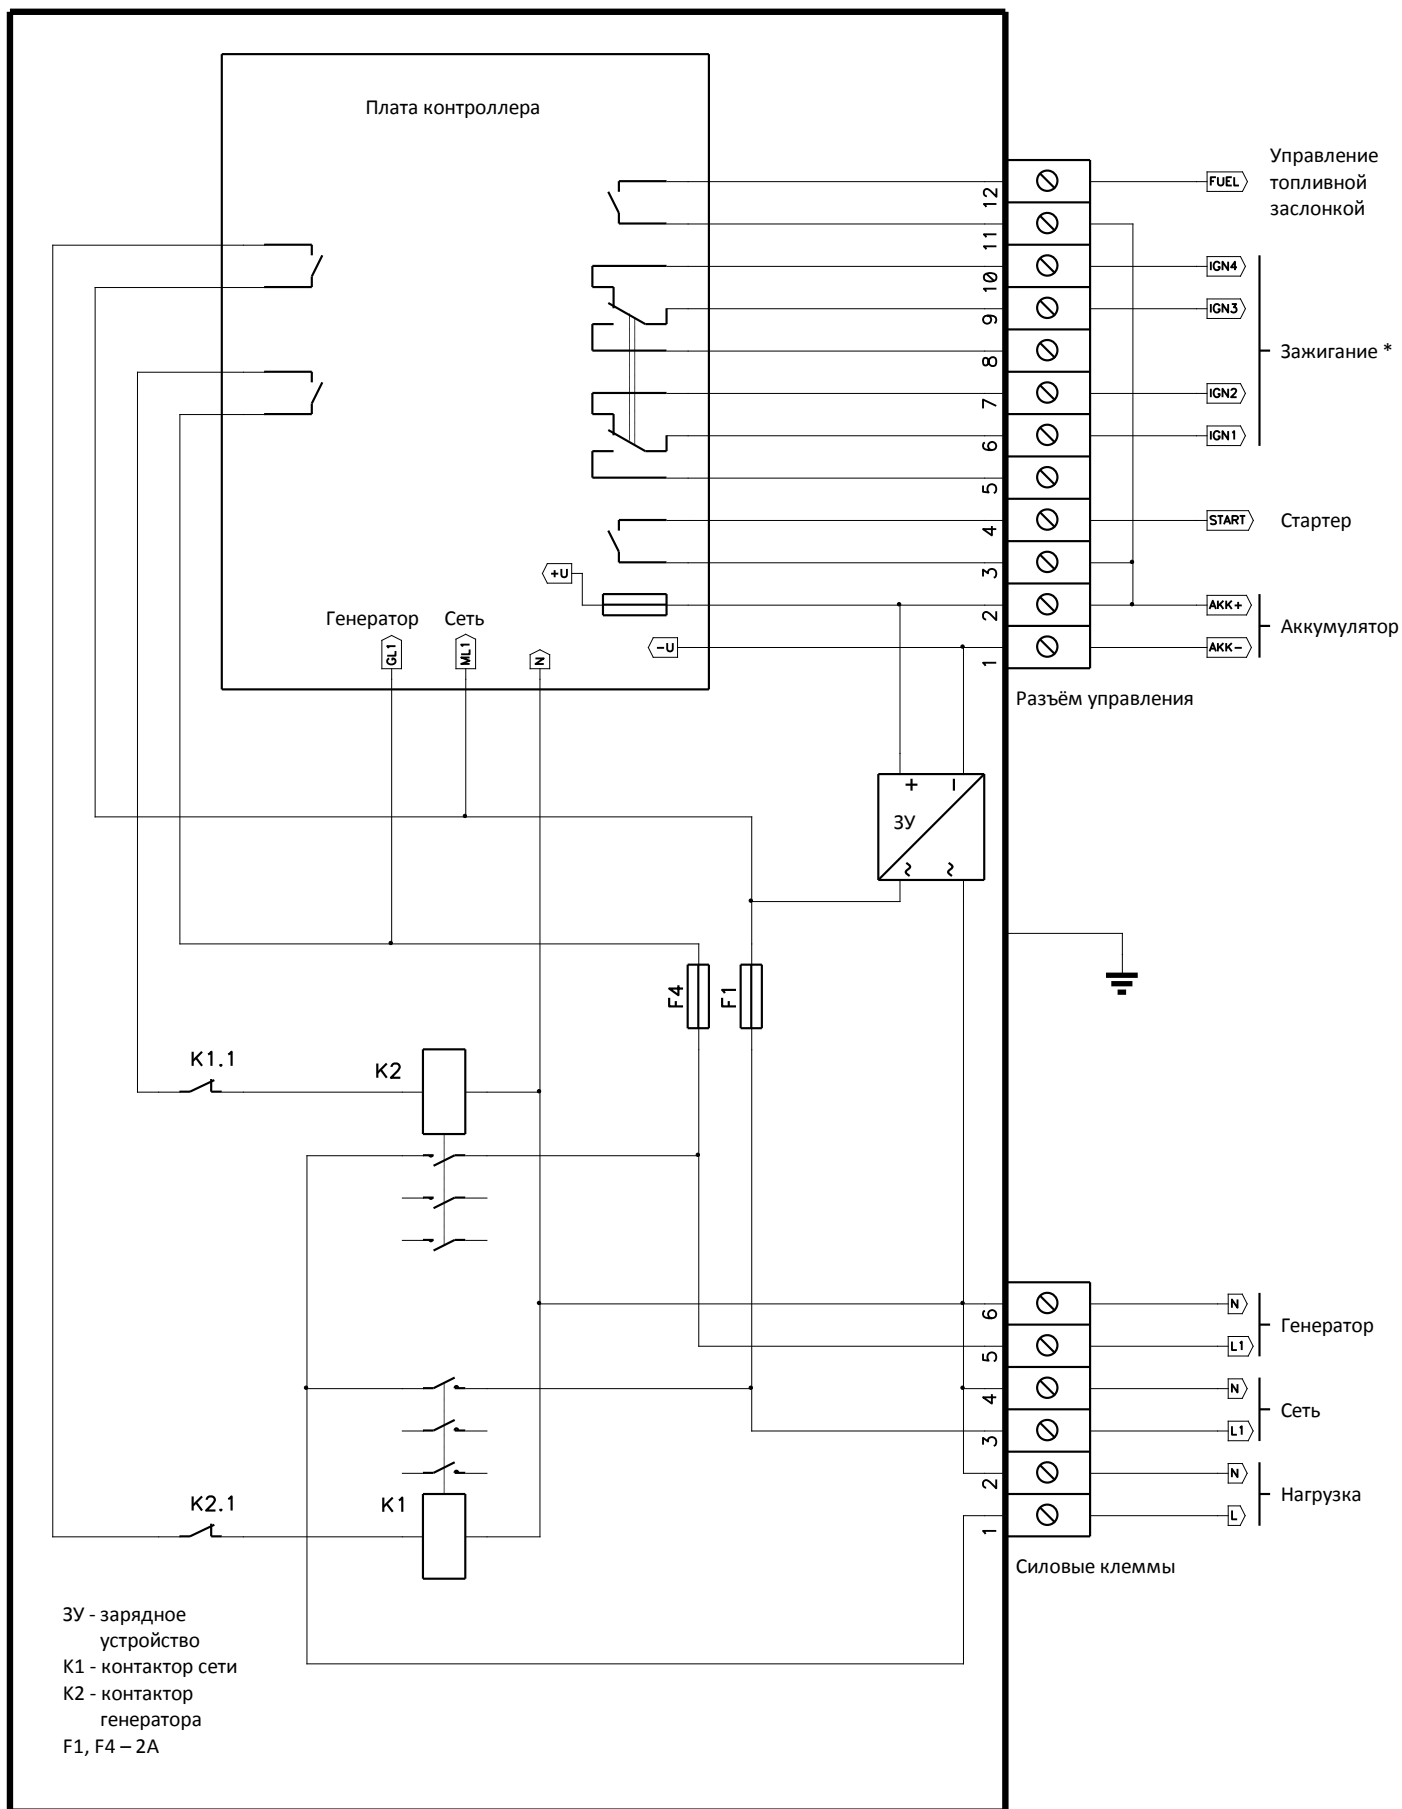 Плата контроллера
Управление
топливной
заслонкой
FUEL
12
11
IGN4
10
IGN3
9
8
Зажигание *
IGN2
7
IGN1
6
5
START
Стартер
4
3
+U
AKK+
2
Аккумулятор
Генератор
Сеть
GL1
ML1
N
-U
AKK-
1
Разъём управления
+ –
ЗУ
~ ~
F4
F1
K1.1
K2
N
6
Генератор
L1
5
N
4
Сеть
L1
3
N
2
Нагрузка
L
1
K2.1
K1
Силовые клеммы
ЗУ - зарядное
устройство
K1 - контактор сети
K2 - контактор
генератора
F1, F4 – 2A